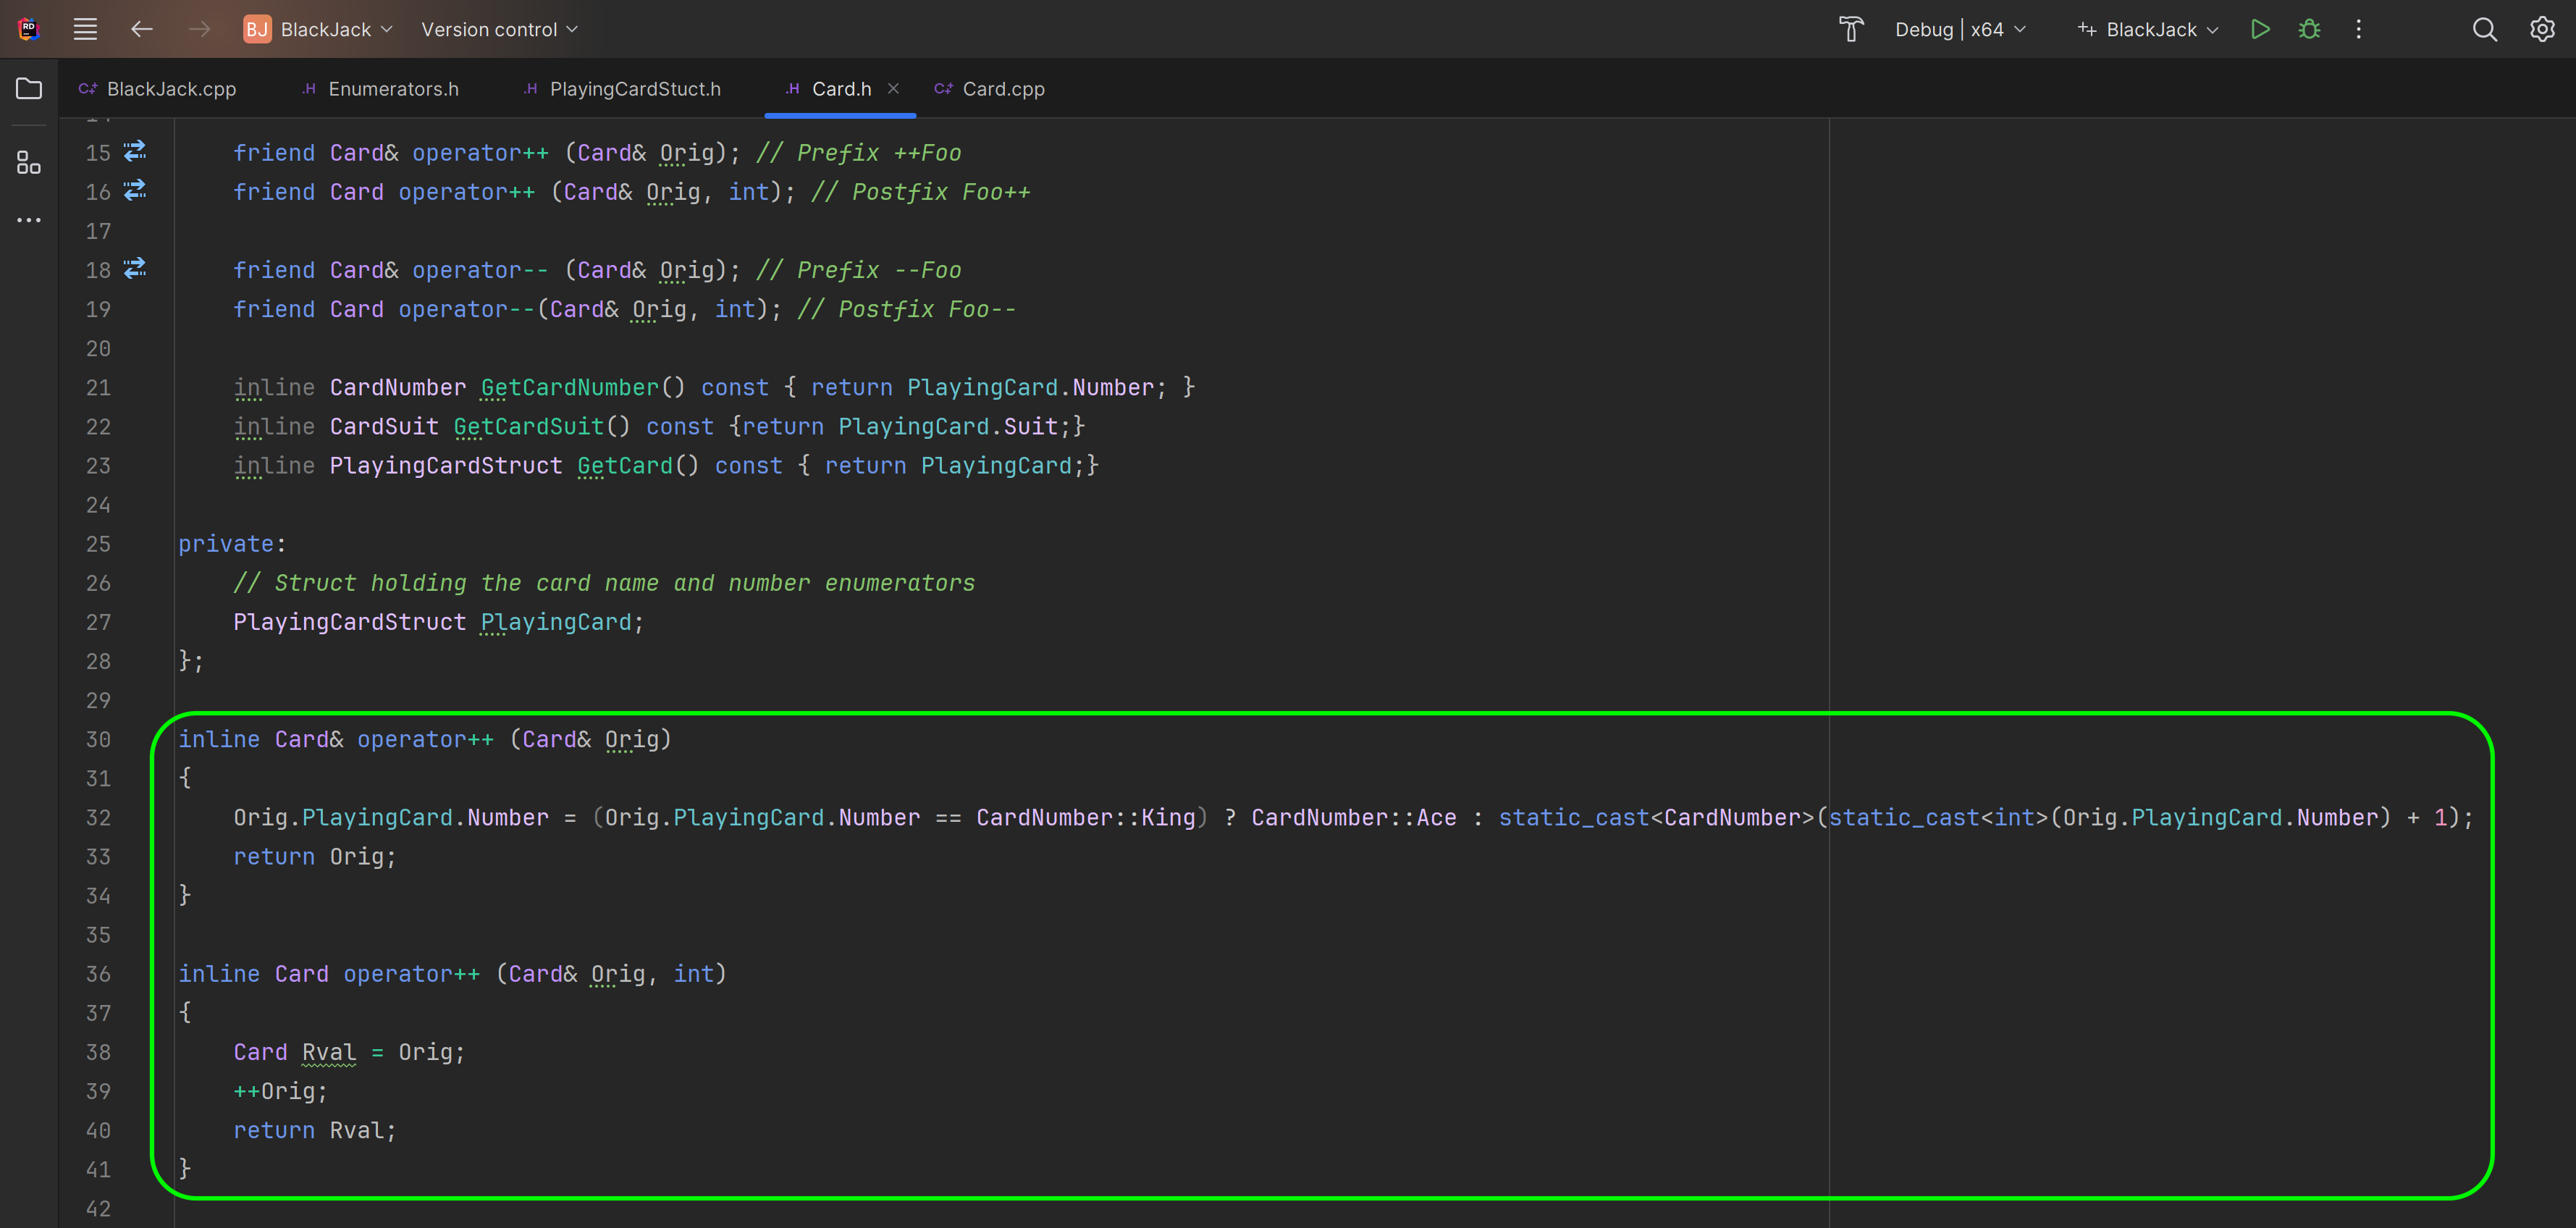 RD
BJ BlackJack Version control Debug | x64 BlackJack
BlackJack.cpp Enumerators.h PlayingCardStuct.h Card.h Card.cpp
15 friend Card& operator++ (Card& Orig); // Prefix ++Foo
16 friend Card operator++ (Card& Orig, int); // Postfix Foo++
17
18 friend Card& operator-- (Card& Orig); // Prefix --Foo
19 friend Card operator--(Card& Orig, int); // Postfix Foo--
20
21 inline CardNumber GetCardNumber() const { return PlayingCard.Number; }
22 inline CardSuit GetCardSuit() const {return PlayingCard.Suit;}
23 inline PlayingCardStruct GetCard() const { return PlayingCard;}
24
25 private:
26 // Struct holding the card name and number enumerators
27 PlayingCardStruct PlayingCard;
28 };
29
30 inline Card& operator++ (Card& Orig)
31 {
32 Orig.PlayingCard.Number = (Orig.PlayingCard.Number == CardNumber::King) ? CardNumber::Ace : static_cast<CardNumber>(static_cast<int>(Orig.PlayingCard.Number) + 1);
33 return Orig;
34 }
35
36 inline Card operator++ (Card& Orig, int)
37 {
38 Card Rval = Orig;
39 ++Orig;
40 return Rval;
41 }
42